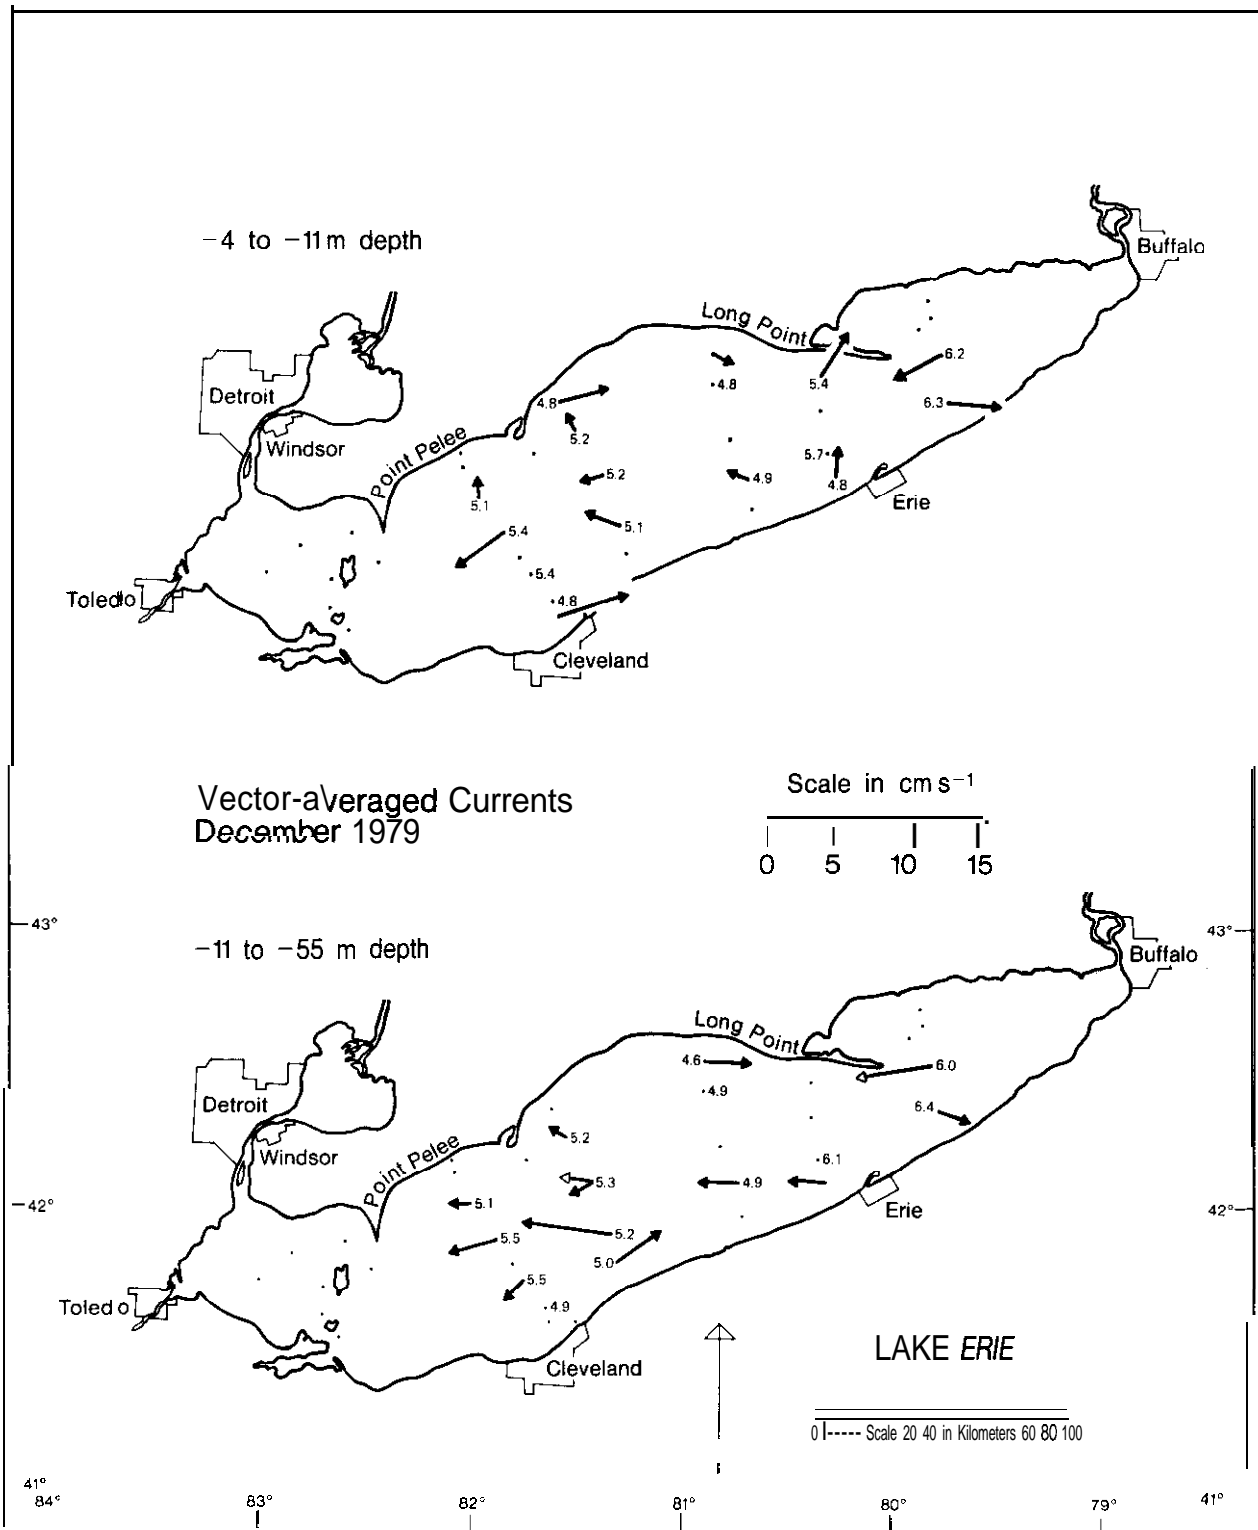 −4 to −11m depth
Buffalo
Long Point
Detroit
Windsor
Point Pelee
Toledlo
Cleveland
Erie
6.2
5.4
6.3
4.8
4.8
5.2
5.7
4.8
5.2
4.9
5.1
5.1
5.4
5.4
4.8
Vector-a\veraged Currents
December 1979
Scale in cm s−1
0 5 10 15
43°
43°
−11 to −55 m depth
Buffalo
Long Point
Detroit
Windsor
Point Pelee
4.6
4.9
6.0
6.4
5.2
6.1
5.3
4.9
5.1
42°
42°
Erie
5.2
5.5
5.0
5.5
4.9
Toled o
Cleveland
LAKE ERIE
0 I----- Scale 20 40 in Kilometers 60 80 100
41°
84° 83° 82° 81° 80° 79° 41°